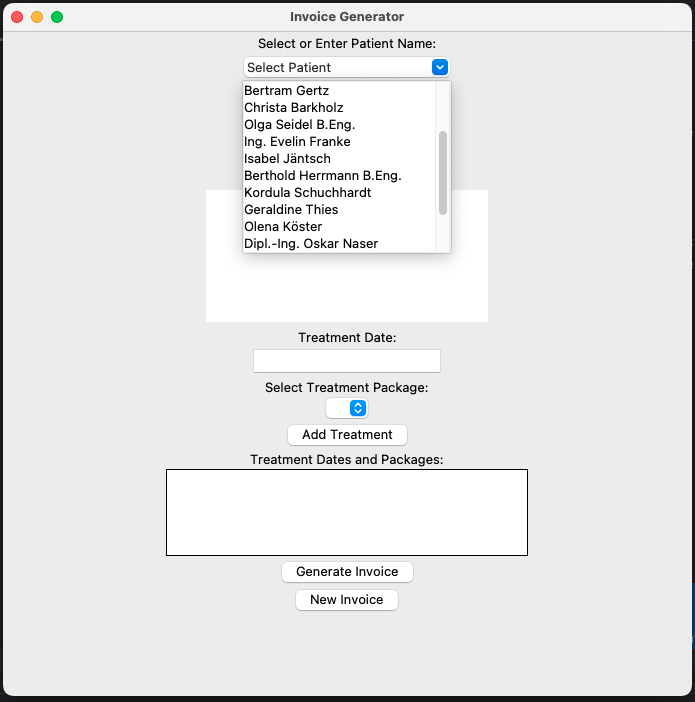 Invoice Generator
Select or Enter Patient Name:
Select Patient
Bertram Gertz
Christa Barkholz
Olga Seidel B.Eng.
Ing. Evelin Franke
Isabel Jäntsch
Berthold Herrmann B.Eng.
Kordula Schuchhardt
Geraldine Thies
Olena Köster
Dipl.-Ing. Oskar Naser
Treatment Date:
Select Treatment Package:
Add Treatment
Treatment Dates and Packages:
Generate Invoice
New Invoice